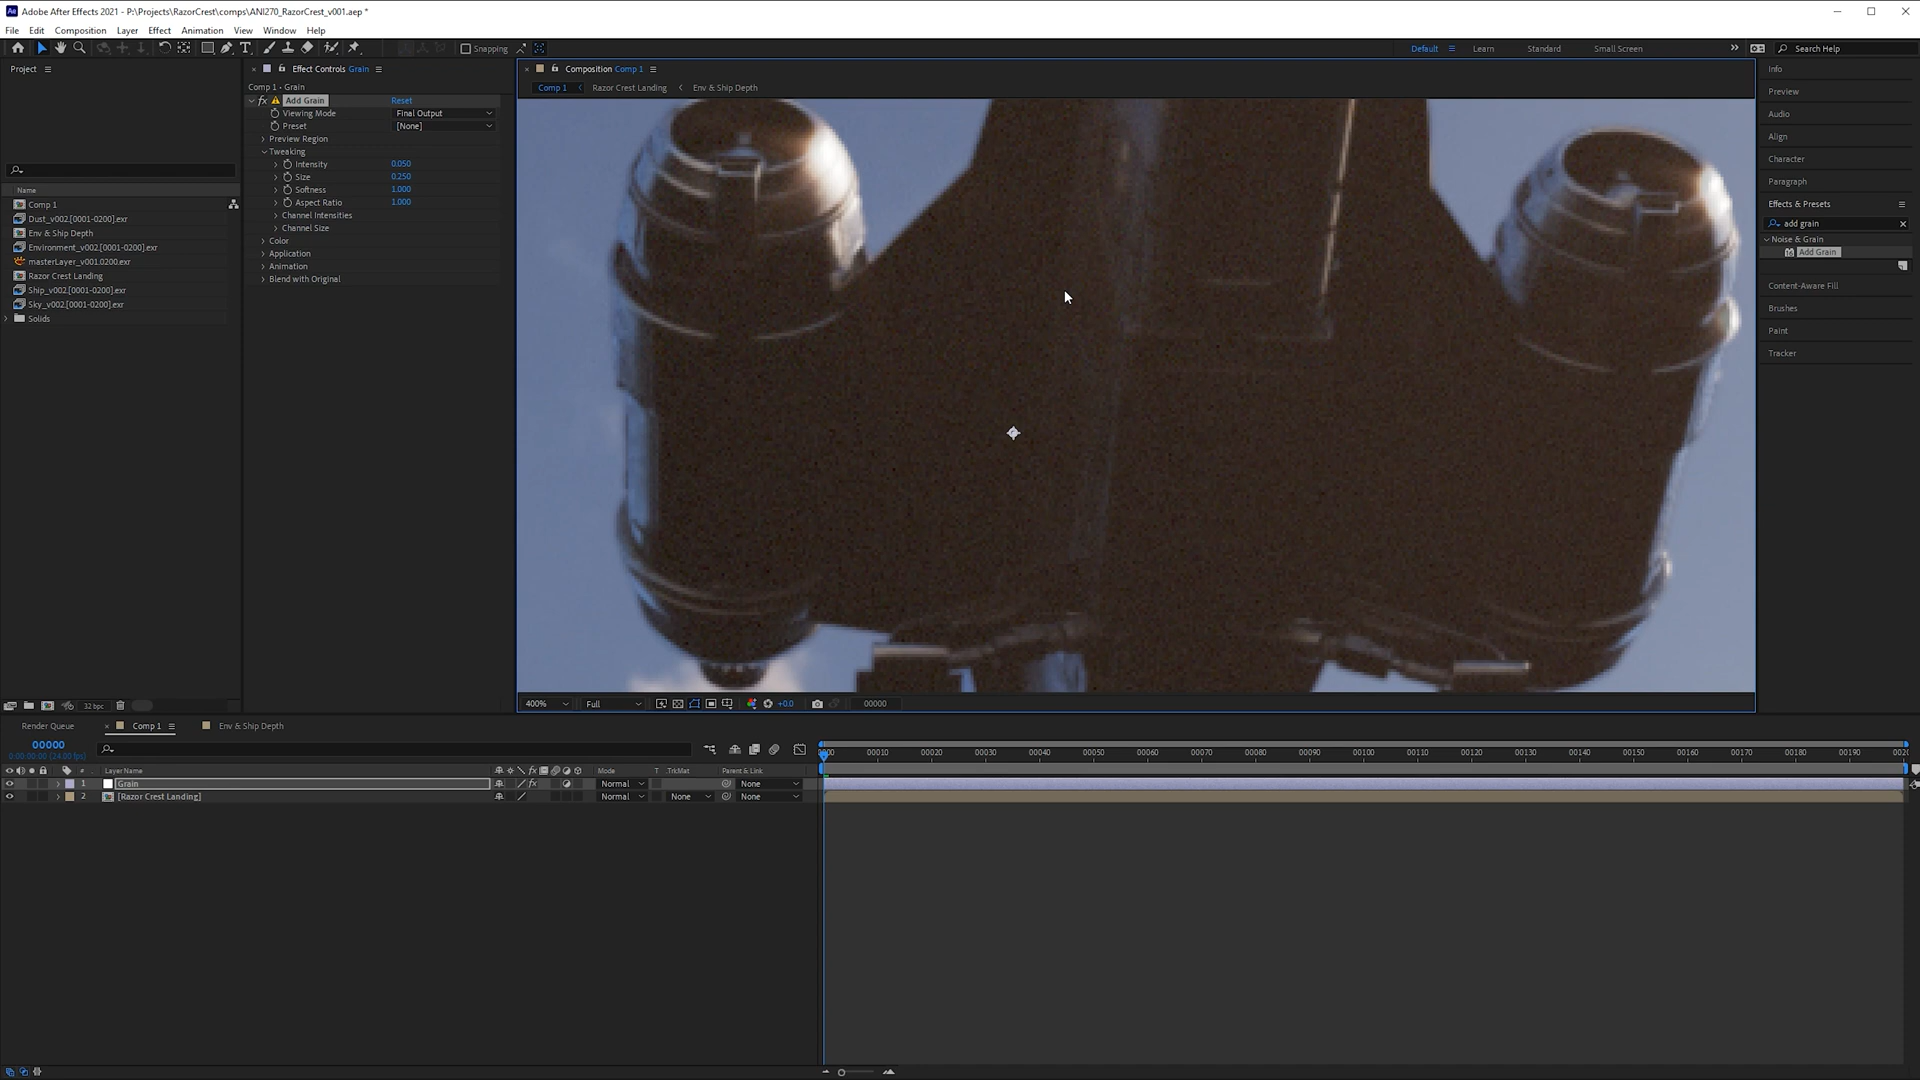 Adobe After Effects 2021 - P:\Projects\RazorCrest\comps\ANI270_RazorCrest_v001.aep *
File Edit Composition Layer Effect Animation View Window Help
Snapping Default Learn Standard Small Screen Search Help
Project
Name
Comp 1
Dust_v002.[0001-0200].exr
Env & Ship Depth
Environment_v002.[0001-0200].exr
masterLayer_v001.0200.exr
Razor Crest Landing
Ship_v002.[0001-0200].exr
Sky_v002.[0001-0200].exr
Solids
32 bpc
Effect Controls Grain
Comp 1 • Grain
fx Add Grain Reset
Viewing Mode Final Output
Preset [None]
Preview Region
Tweaking
Intensity 0.050
Size 0.250
Softness 1.000
Aspect Ratio 1.000
Channel Intensities
Channel Size
Color
Application
Animation
Blend with Original
Composition Comp 1
Comp 1 Razor Crest Landing Env & Ship Depth
400% Full +0.0 00000
Info
Preview
Audio
Align
Character
Paragraph
Effects & Presets
add grain
Noise & Grain
Add Grain
Content-Aware Fill
Brushes
Paint
Tracker
Render Queue Comp 1 Env & Ship Depth
00000
0:00:00:00 (24.00 fps)
# Layer Name fx Mode T .TrkMat Parent & Link
1 Grain fx Normal None
2 [Razor Crest Landing] Normal None None
00010 00020 00030 00040 00050 00060 00070 00080 00090 00100 00110 00120 00130 00140 00150 00160 00170 00180 00190